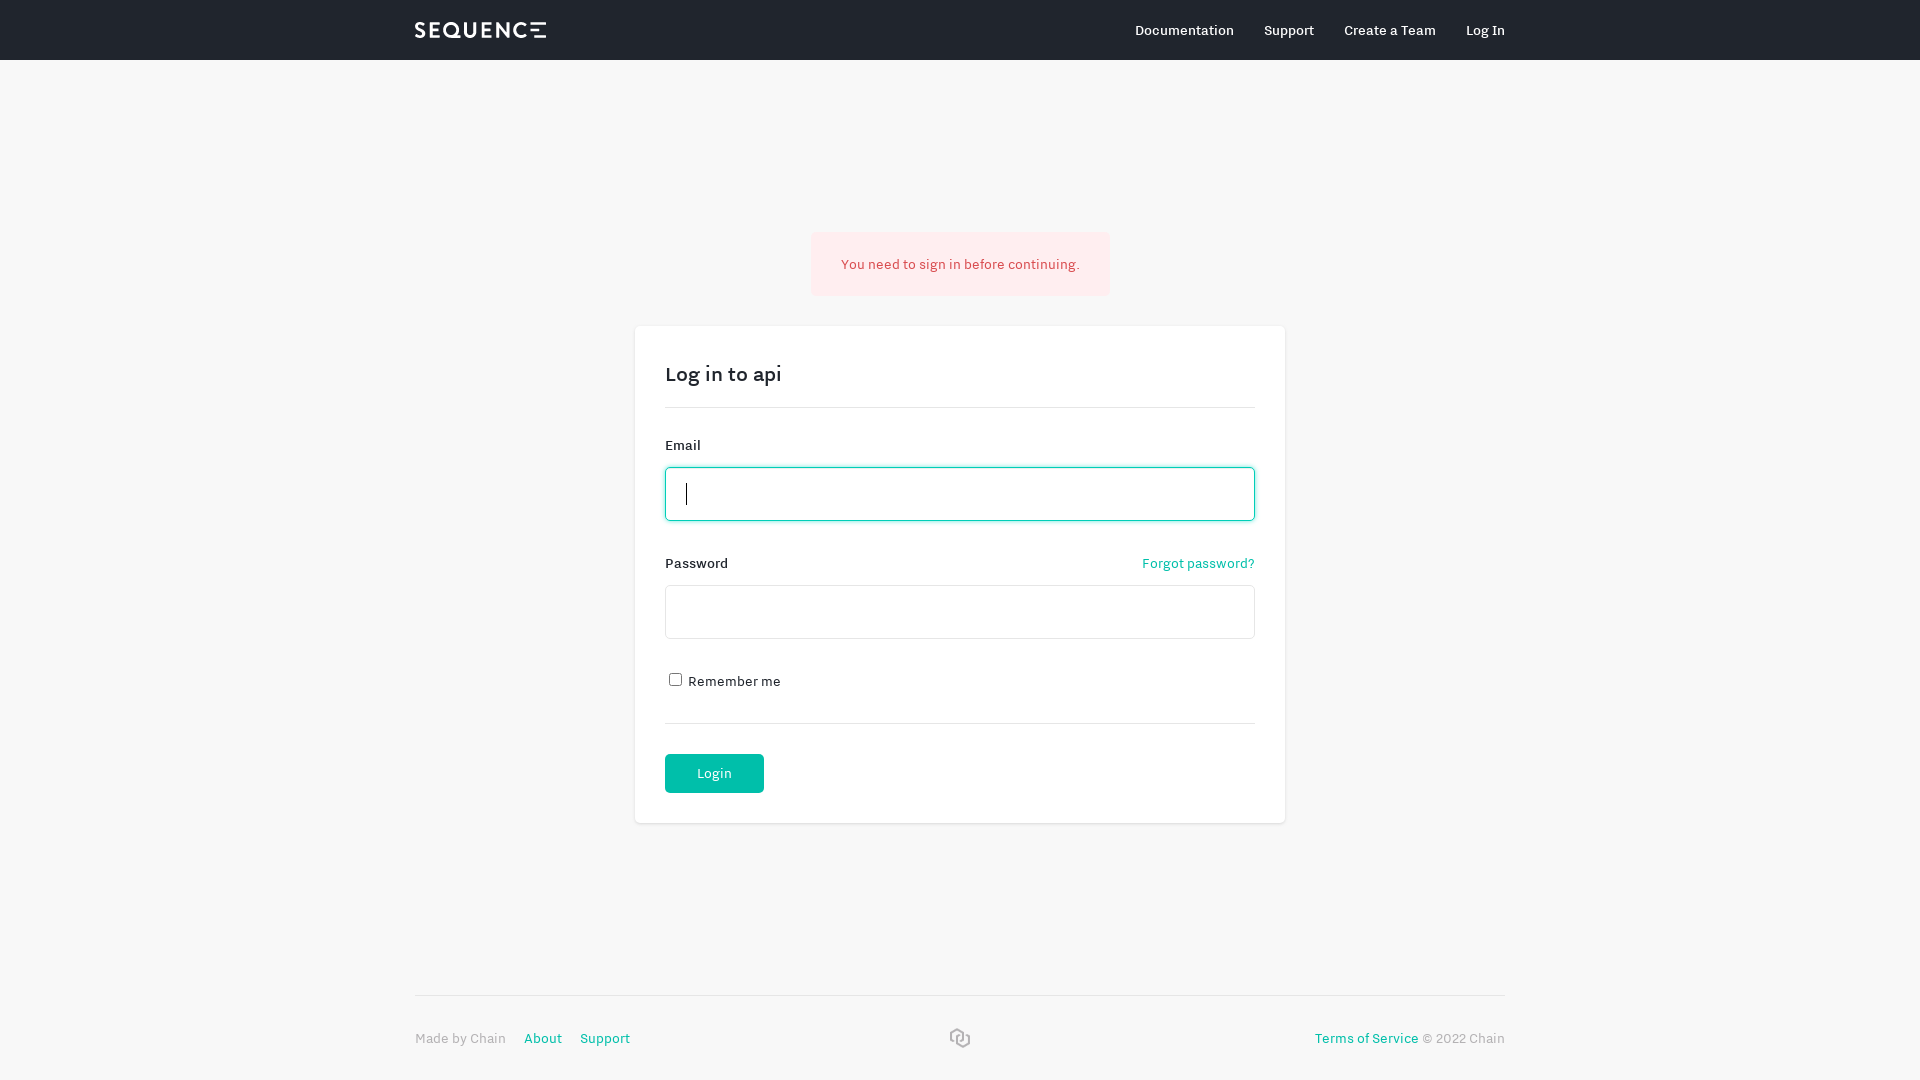 SEQUENCE
Documentation
Support
Create a Team
Log In
You need to sign in before continuing.
Log in to api
Email
Password
Forgot password?
Remember me
Login
Made by Chain
About
Support
Terms of Service © 2022 Chain